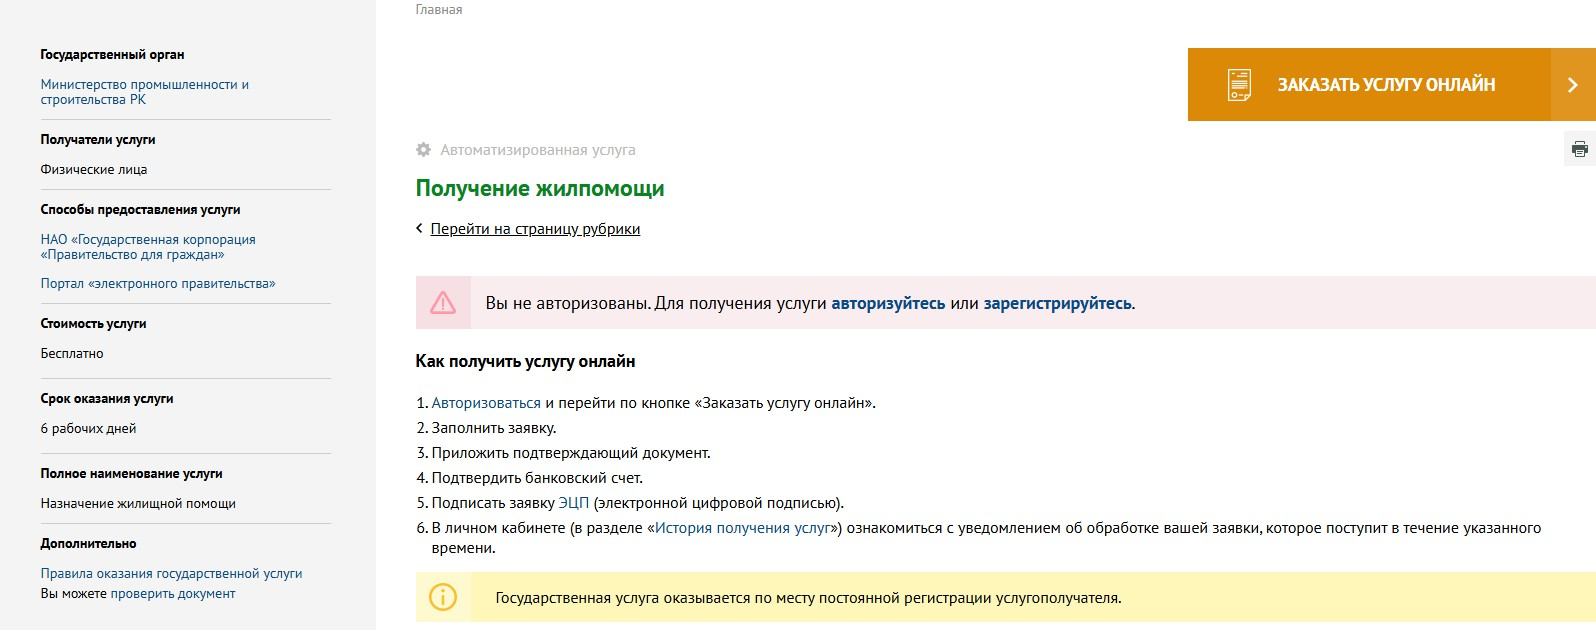 Государственный орган
Министерство промышленности и
строительства РК
Получатели услуги
Физические лица
Способы предоставления услуги
НАО «Государственная корпорация
«Правительство для граждан»
Портал «электронного правительства»
Стоимость услуги
Бесплатно
Срок оказания услуги
6 рабочих дней
Полное наименование услуги
Назначение жилищной помощи
Дополнительно
Правила оказания государственной услуги
Вы можете проверить документ
Главная
ЗАКАЗАТЬ УСЛУГУ ОНЛАЙН
Автоматизированная услуга
Получение жилпомощи
Перейти на страницу рубрики
Вы не авторизованы. Для получения услуги авторизуйтесь или зарегистрируйтесь.
Как получить услугу онлайн
1. Авторизоваться и перейти по кнопке «Заказать услугу онлайн».
2. Заполнить заявку.
3. Приложить подтверждающий документ.
4. Подтвердить банковский счет.
5. Подписать заявку ЭЦП (электронной цифровой подписью).
6. В личном кабинете (в разделе «История получения услуг») ознакомиться с уведомлением об обработке вашей заявки, которое поступит в течение указанного
времени.
Государственная услуга оказывается по месту постоянной регистрации услугополучателя.